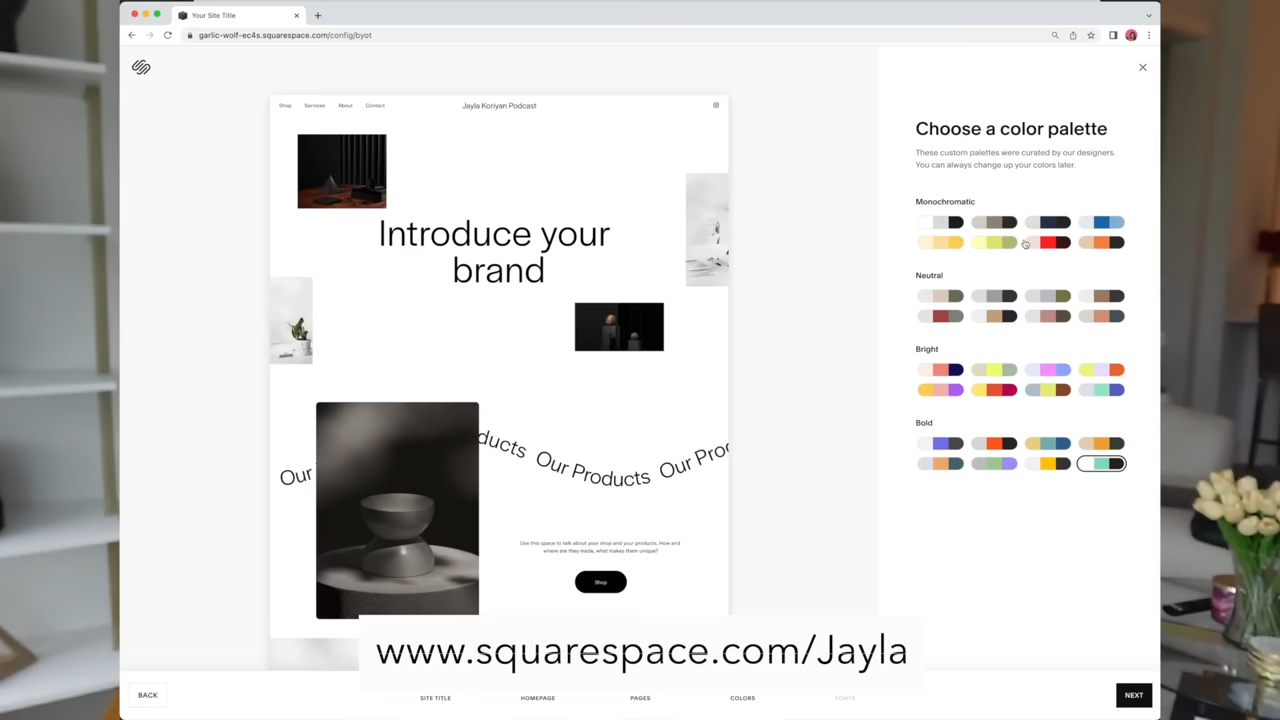 Your Site Title
garlic-wolf-ec4s.squarespace.com/config/byot
Shop Services About Contact
Jayla Koriyan Podcast
Introduce your
brand
Our
ducts Our Products Our Proc
Use this space to talk about your shop and your products. How and
where are they made, what makes them unique?
Shop
Choose a color palette
These custom palettes were curated by our designers.
You can always change up your colors later.
Monochromatic
Neutral
Bright
Bold
www.squarespace.com/Jayla
BACK
SITE TITLE
HOMEPAGE
PAGES
COLORS
FONTS
NEXT